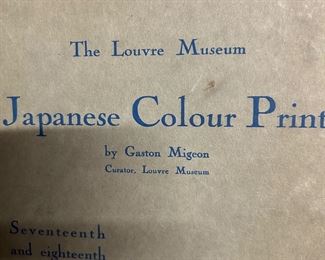 The Louvre Museum
Japanese Colour Print
by Gaston Migeon
Curator, Louvre Museum
Seventeenth
and eighteenth